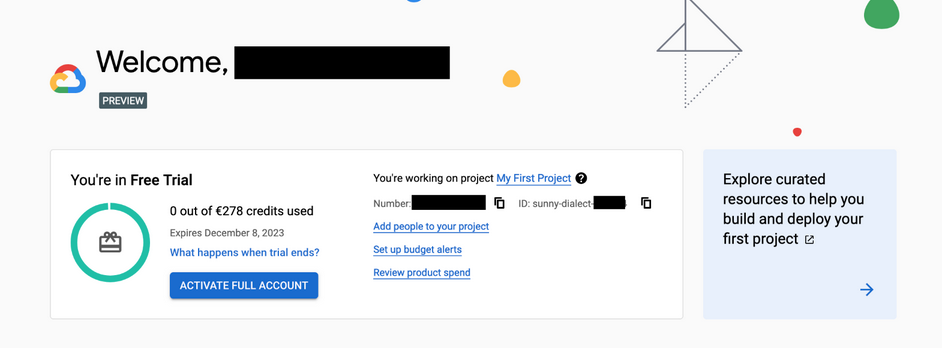 Welcome,
PREVIEW
You're in Free Trial
0 out of €278 credits used
Expires December 8, 2023
What happens when trial ends?
ACTIVATE FULL ACCOUNT
You're working on project My First Project
Number:
ID: sunny-dialect-
Add people to your project
Set up budget alerts
Review product spend
Explore curated
resources to help you
build and deploy your
first project